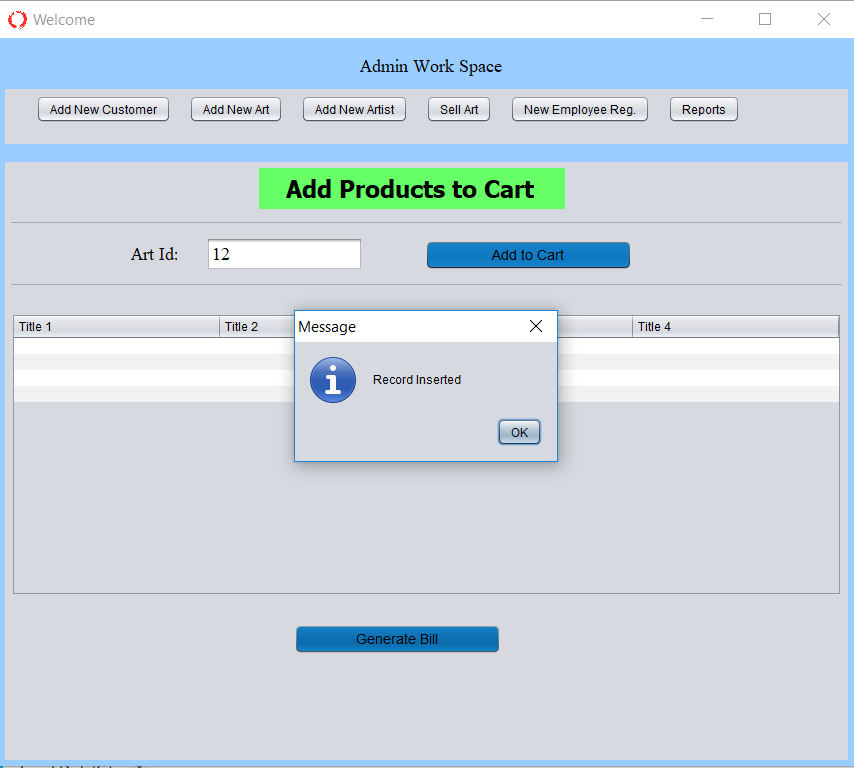 Welcome
Admin Work Space
Add New Customer Add New Art Add New Artist Sell Art New Employee Reg. Reports
Add Products to Cart
Art Id: 12 Add to Cart
Title 1 Title 2 Title 4
Message
Record Inserted
OK
Generate Bill